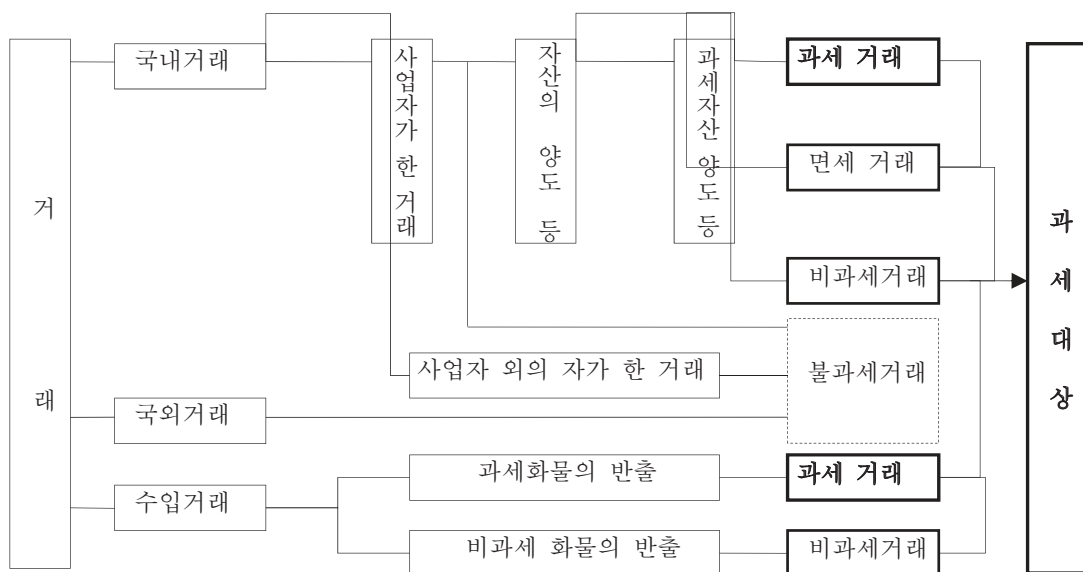 거래
국내거래
사업자가 한 거래
자산의 양도 등
과세자산 양도 등
과세 거래
면세 거래
비과세거래
사업자 외의 자가 한 거래
불과세거래
국외거래
수입거래
과세화물의 반출
과세 거래
비과세 화물의 반출
비과세거래
과세대상